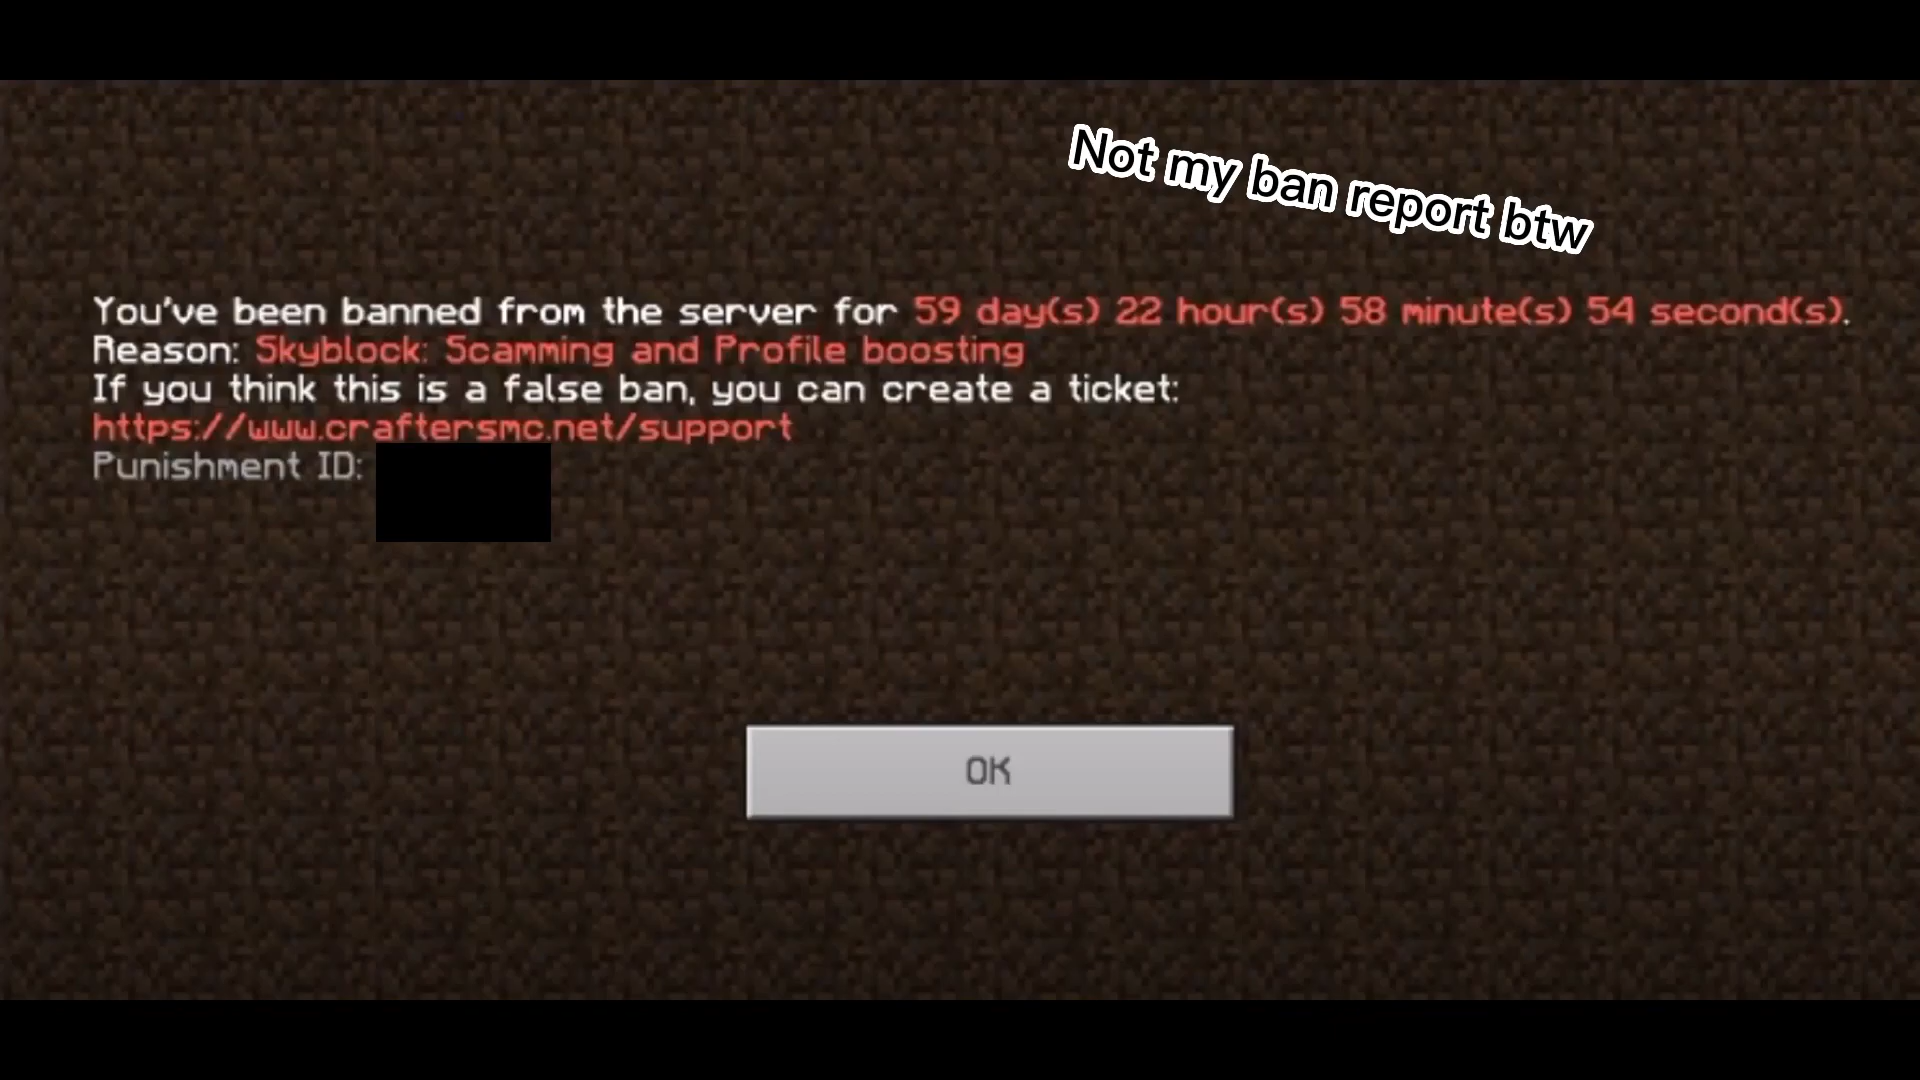 Not my ban report btw
You've been banned from the server for 59 day(s) 22 hour(s) 58 minute(s) 54 second(s).
Reason: Skyblock: Scamming and Profile boosting
If you think this is a false ban, you can create a ticket:
https://www.craftersmc.net/support
Punishment ID:
OK